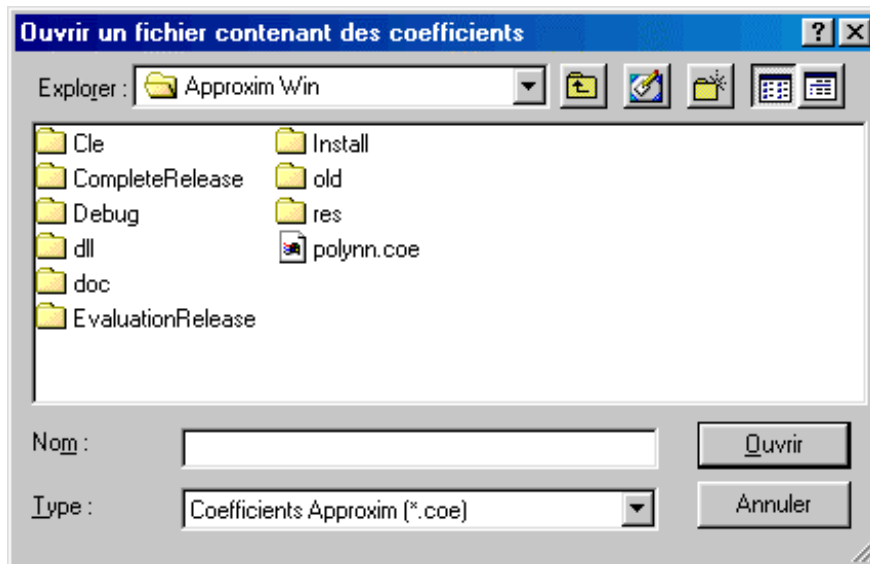 Ouvrir un fichier contenant des coefficients
Explorer : Approxim Win
Cle Install
CompleteRelease old
Debug res
dll polynn.coe
doc
EvaluationRelease
Nom : Ouvrir
Type : Coefficients Approxim (*.coe) Annuler